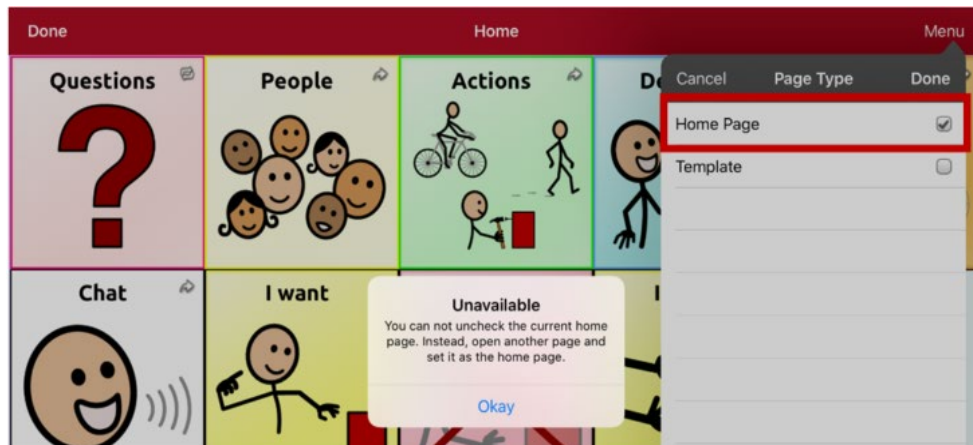 Done
Home
Menu
Questions
People
Actions
Cancel
Page Type
Done
Home Page
Template
Chat
I want
Unavailable
You can not uncheck the current home
page. Instead, open another page and
set it as the home page.
Okay